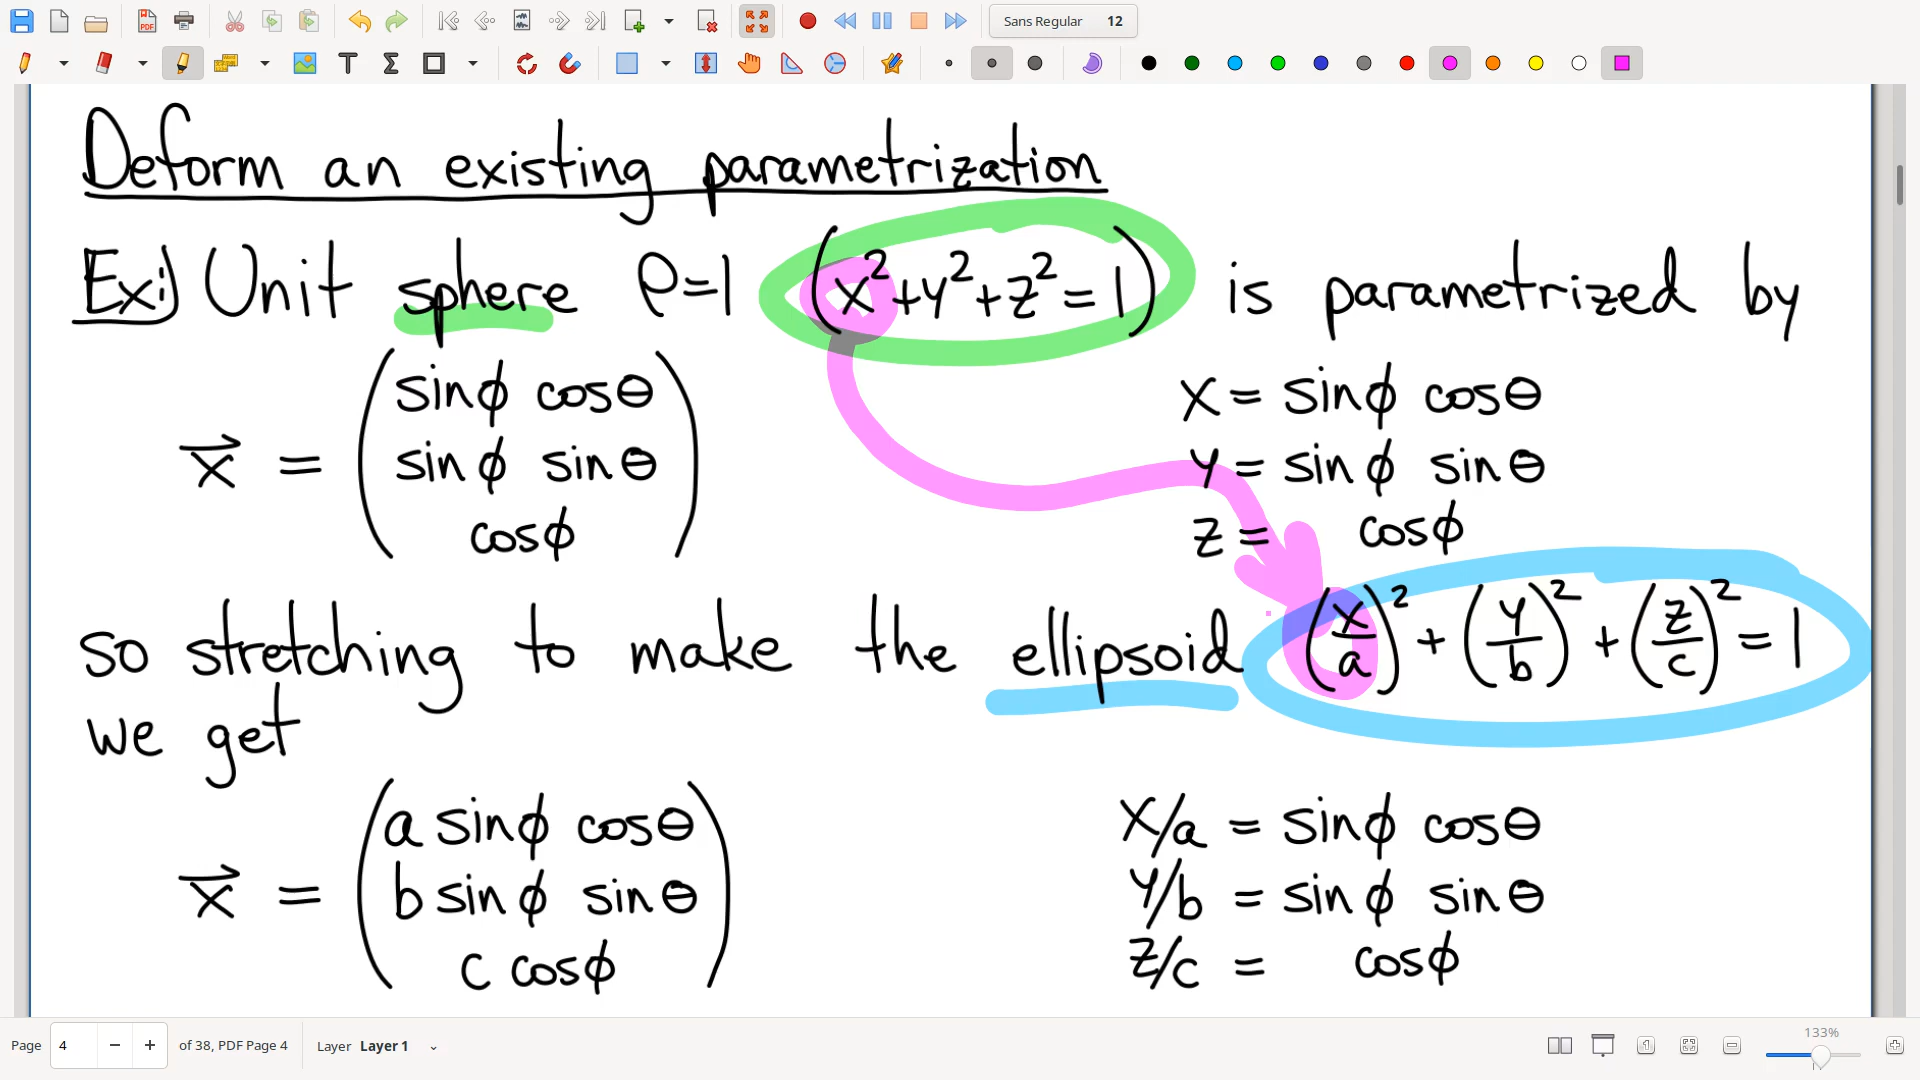 Sans Regular 12
Deform an existing parametrization
Ex:) Unit sphere ρ=1 (x²+y²+z²=1) is parametrized by
x⃗ = (sinϕ cosθ
sinϕ sinθ
cosϕ)
x = sinϕ cosθ
y = sinϕ sinθ
z = cosϕ
so stretching to make the ellipsoid (x/a)² + (y/b)² + (z/c)² = 1
we get
x⃗ = (a sinϕ cosθ
b sinϕ sinθ
c cosϕ)
x/a = sinϕ cosθ
y/b = sinϕ sinθ
z/c = cosϕ
Page 4 − + of 38, PDF Page 4 Layer Layer 1 133%